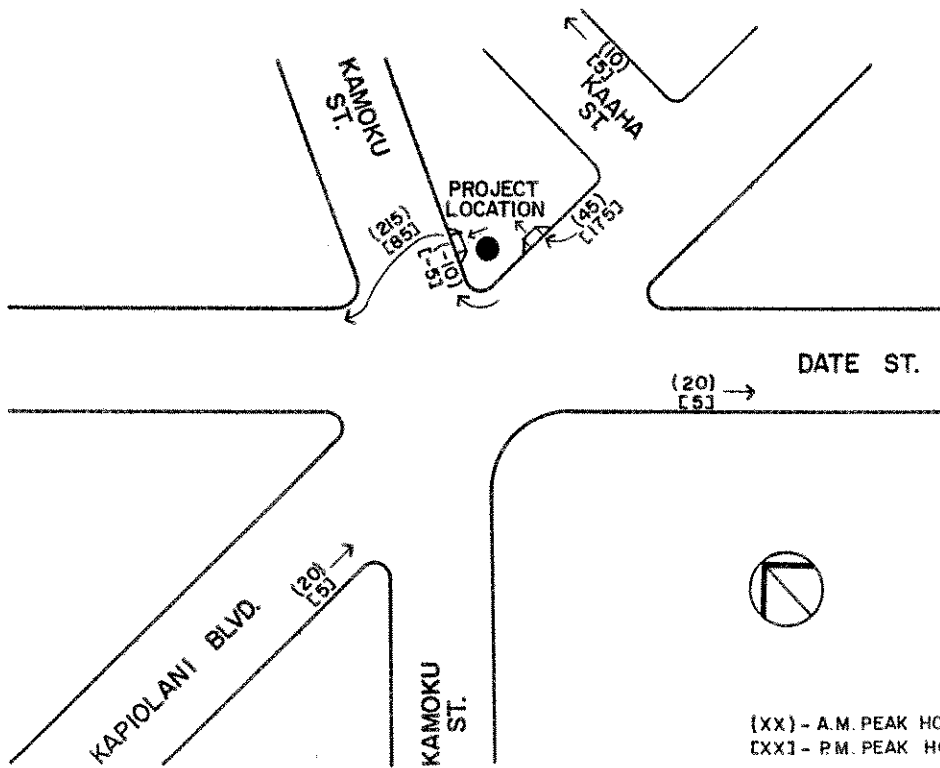 (10)
[5]
KAAHA
ST.
KAMOKU
ST.
PROJECT
LOCATION
(45)
[175]
(215)
[85]
(-10)
[-5]
DATE ST.
(20)
[5]
(20)
[5]
KAPIOLANI BLVD.
KAMOKU
ST.
(XX) - A.M. PEAK HO
[XX] - P.M. PEAK HO